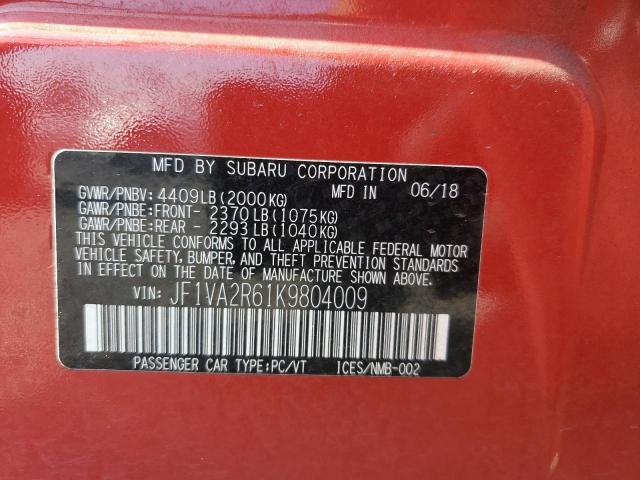 MFD BY SUBARU CORPORATION
GVWR/PNBV: 4409LB(2000KG) MFD IN 06/18
GAWR/PNBE:FRONT- 2370LB(1075KG)
GAWR/PNBE:REAR - 2293LB(1040KG)
THIS VEHICLE CONFORMS TO ALL APPLICABLE FEDERAL MOTOR
VEHICLE SAFETY, BUMPER, AND THEFT PREVENTION STANDARDS
IN EFFECT ON THE DATE OF MANUFACTURE SHOWN ABOVE.
VIN: JF1VA2R61K9804009
PASSENGER CAR TYPE:PC/VT ICES/NMB-002